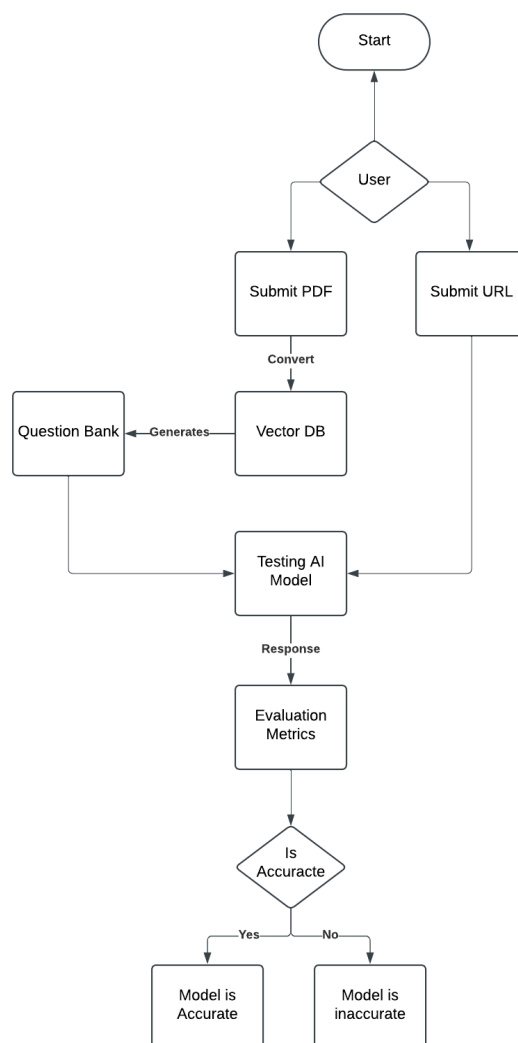 Start
User
Submit PDF
Submit URL
Convert
Question Bank
Generates
Vector DB
Testing AI
Model
Response
Evaluation
Metrics
Is
Accuracte
Yes
No
Model is
Accurate
Model is
inaccurate